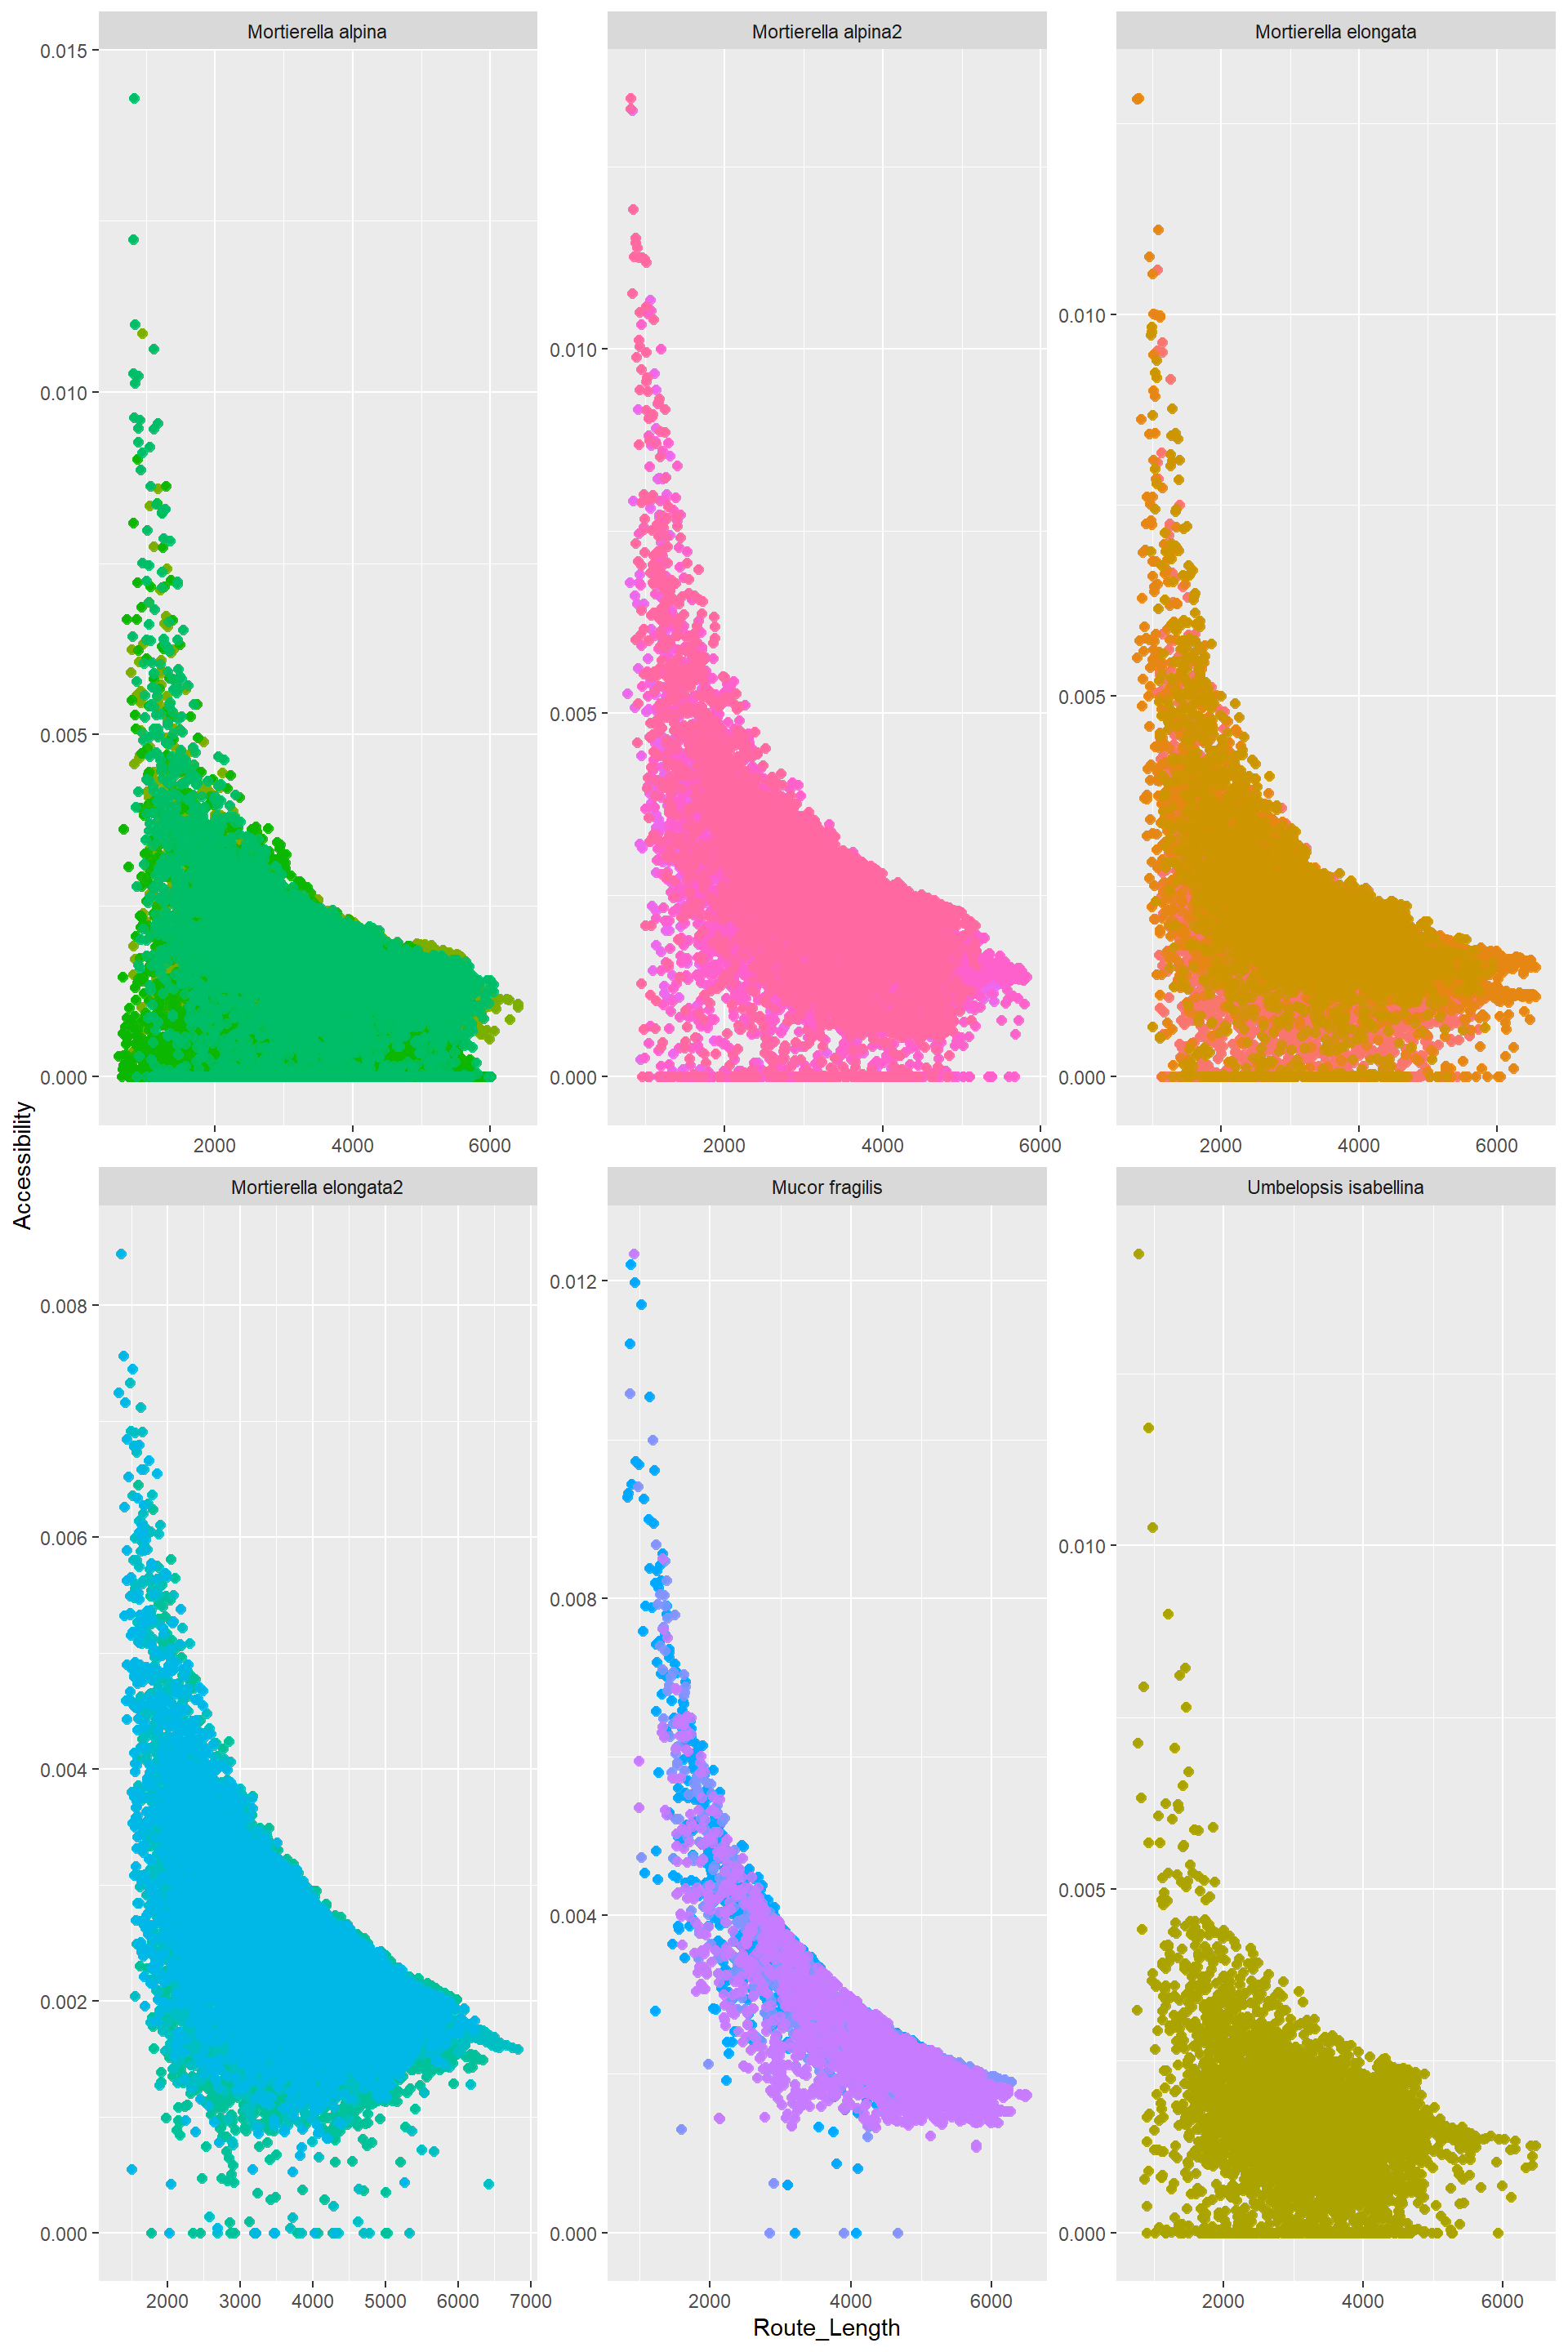 Mortierella alpina
Mortierella alpina2
Mortierella elongata
0.015
0.010
0.005
0.000
0.010
0.005
0.000
0.010
0.005
0.000
2000 4000 6000
2000 4000 6000
2000 4000 6000
Accessibility
Mortierella elongata2
Mucor fragilis
Umbelopsis isabellina
0.008
0.006
0.004
0.002
0.000
0.012
0.008
0.004
0.000
0.010
0.005
0.000
2000 3000 4000 5000 6000 7000
2000 4000 6000
2000 4000 6000
Route_Length